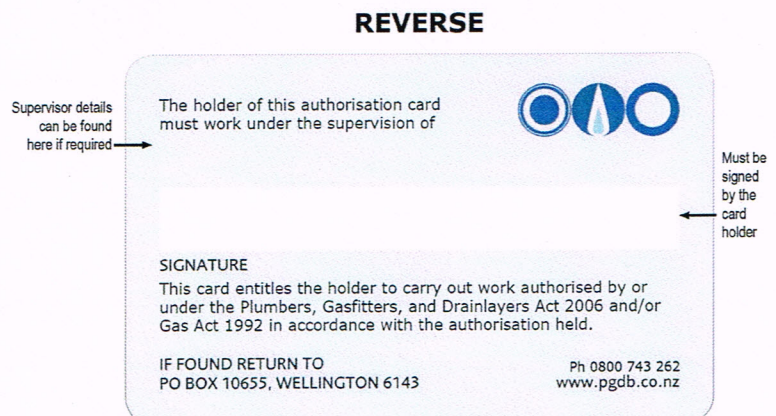 REVERSE
Supervisor details
can be found
here if required
The holder of this authorisation card
must work under the supervision of
Must be
signed
by the
card
holder
SIGNATURE
This card entitles the holder to carry out work authorised by or
under the Plumbers, Gasfitters, and Drainlayers Act 2006 and/or
Gas Act 1992 in accordance with the authorisation held.
IF FOUND RETURN TO
PO BOX 10655, WELLINGTON 6143
Ph 0800 743 262
www.pgdb.co.nz